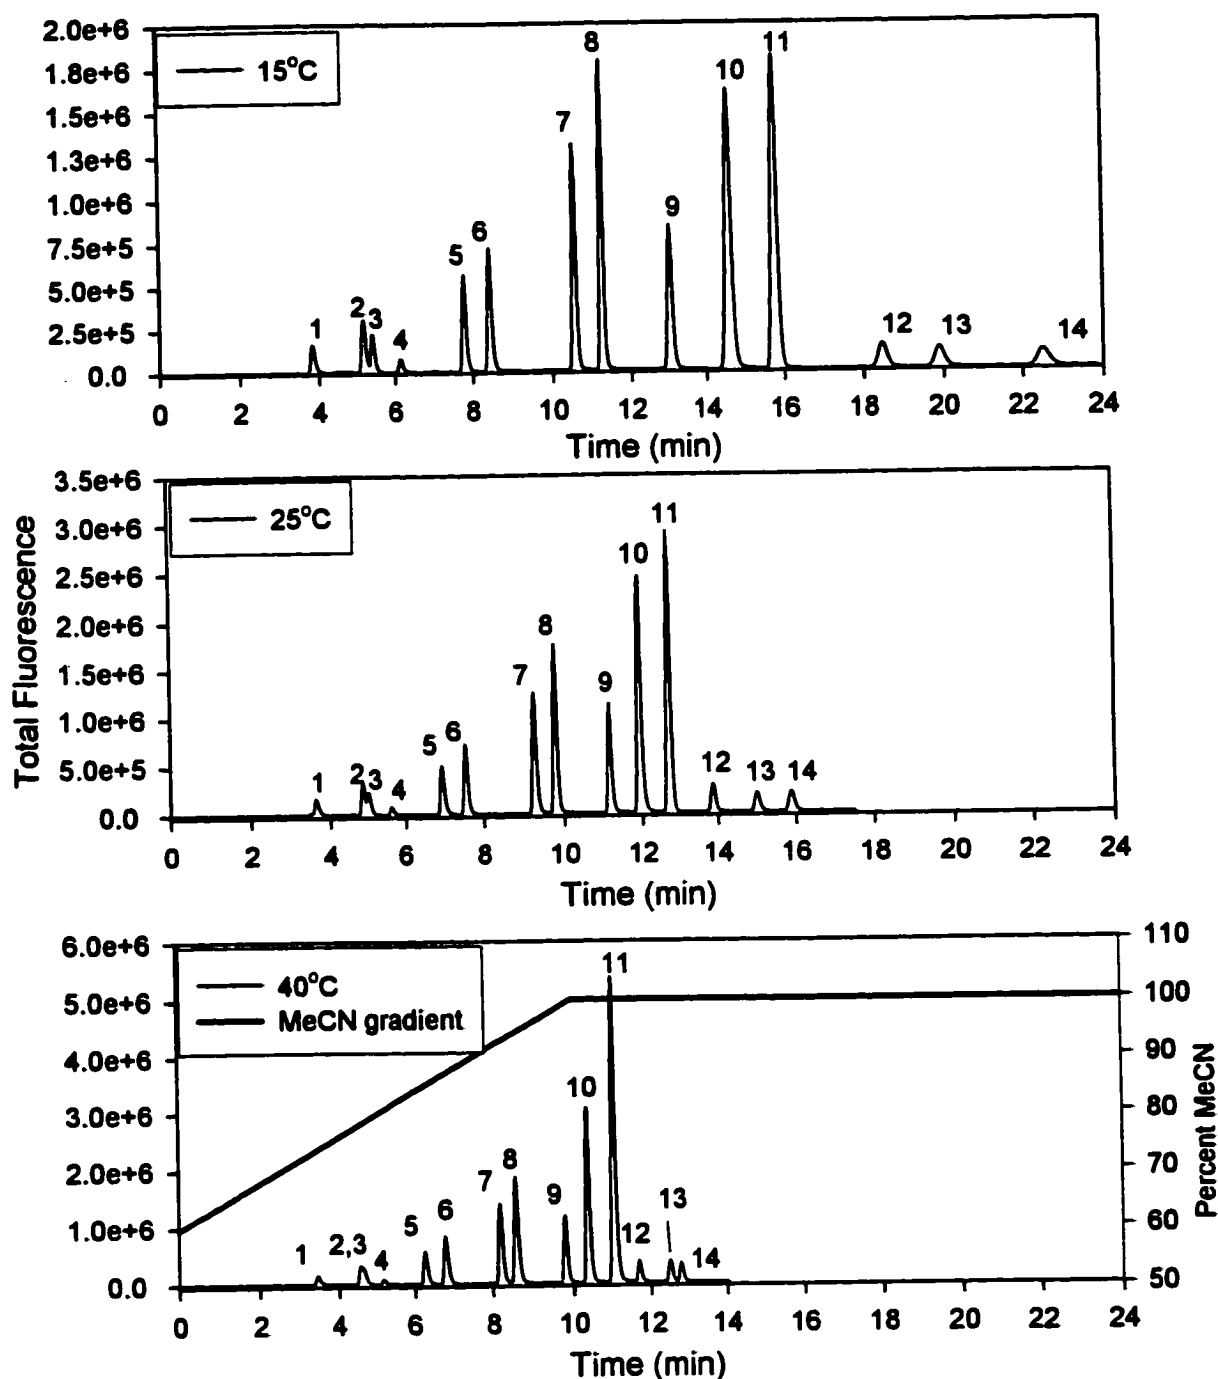 2.0e+6
1.8e+6
1.5e+6
1.3e+6
1.0e+6
7.5e+5
5.0e+5
2.5e+5
0.0
15°C
1 2 3 4 5 6 7 8 9 10 11 12 13 14
0 2 4 6 8 10 12 14 16 18 20 22 24
Time (min)
Total Fluorescence
3.5e+6
3.0e+6
2.5e+6
2.0e+6
1.5e+6
1.0e+6
5.0e+5
0.0
25°C
1 2 3 4 5 6 7 8 9 10 11 12 13 14
0 2 4 6 8 10 12 14 16 18 20 22 24
Time (min)
6.0e+6
5.0e+6
4.0e+6
3.0e+6
2.0e+6
1.0e+6
0.0
40°C
MeCN gradient
1 2,3 4 5 6 7 8 9 10 11 12 13 14
110
100
90
80
70
60
50
Percent MeCN
0 2 4 6 8 10 12 14 16 18 20 22 24
Time (min)